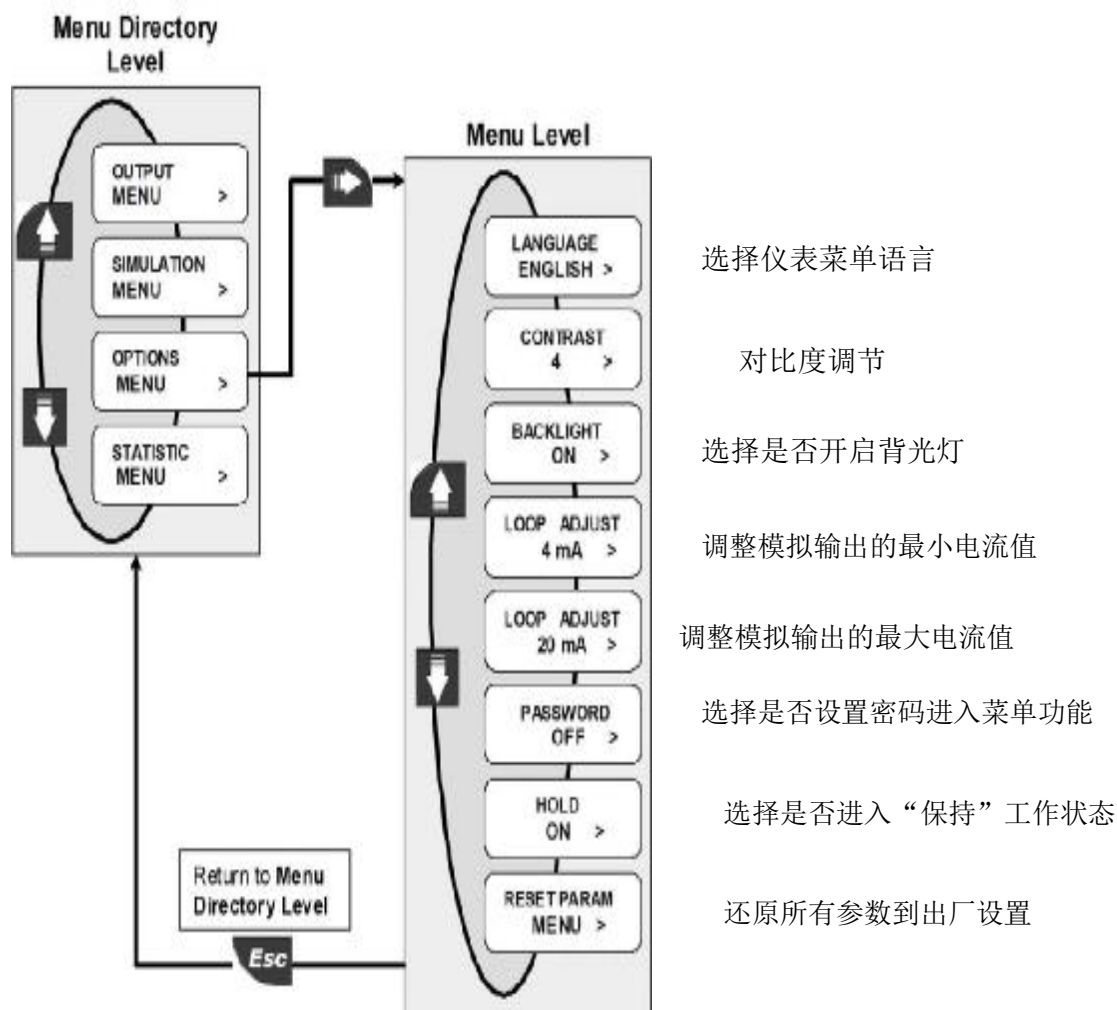 Menu Directory
Level
OUTPUT
MENU >
SIMULATION
MENU >
OPTIONS
MENU >
STATISTIC
MENU >
Menu Level
LANGUAGE
ENGLISH >
选择仪表菜单语言
CONTRAST
4 >
对比度调节
BACKLIGHT
ON >
选择是否开启背光灯
LOOP ADJUST
4 mA >
调整模拟输出的最小电流值
LOOP ADJUST
20 mA >
调整模拟输出的最大电流值
PASSWORD
OFF >
选择是否设置密码进入菜单功能
HOLD
ON >
选择是否进入“保持”工作状态
RESET PARAM
MENU >
还原所有参数到出厂设置
Return to Menu
Directory Level
Esc